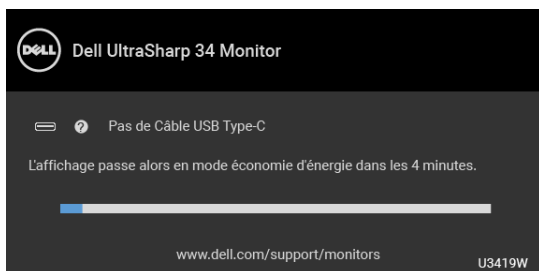 DELL Dell UltraSharp 34 Monitor
? Pas de Câble USB Type-C
L'affichage passe alors en mode économie d'énergie dans les 4 minutes.
www.dell.com/support/monitors
U3419W